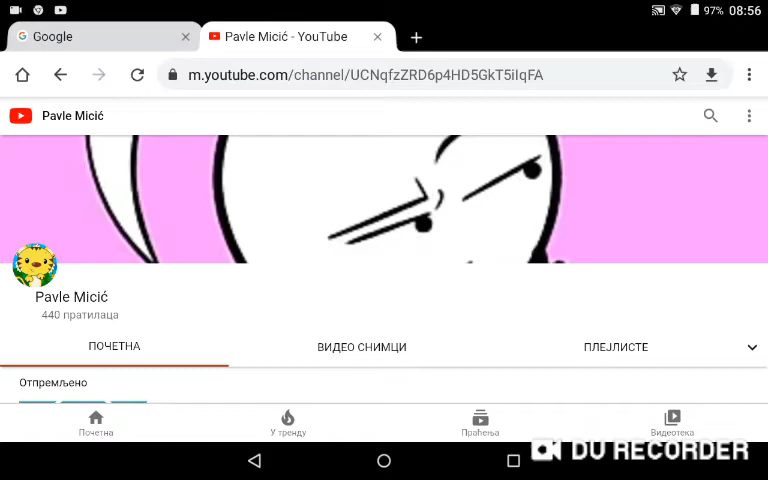 97% 08:56
Google
Pavle Micić - YouTube
m.youtube.com/channel/UCNqfzZRD6p4HD5GkT5iIqFA
Pavle Micić
Pavle Micić
440 пратилаца
ПОЧЕТНА
ВИДЕО СНИМЦИ
ПЛЕЈЛИСТЕ
Отпремљено
Почетна
У тренду
Праћења
Видеотека
DU RECORDER